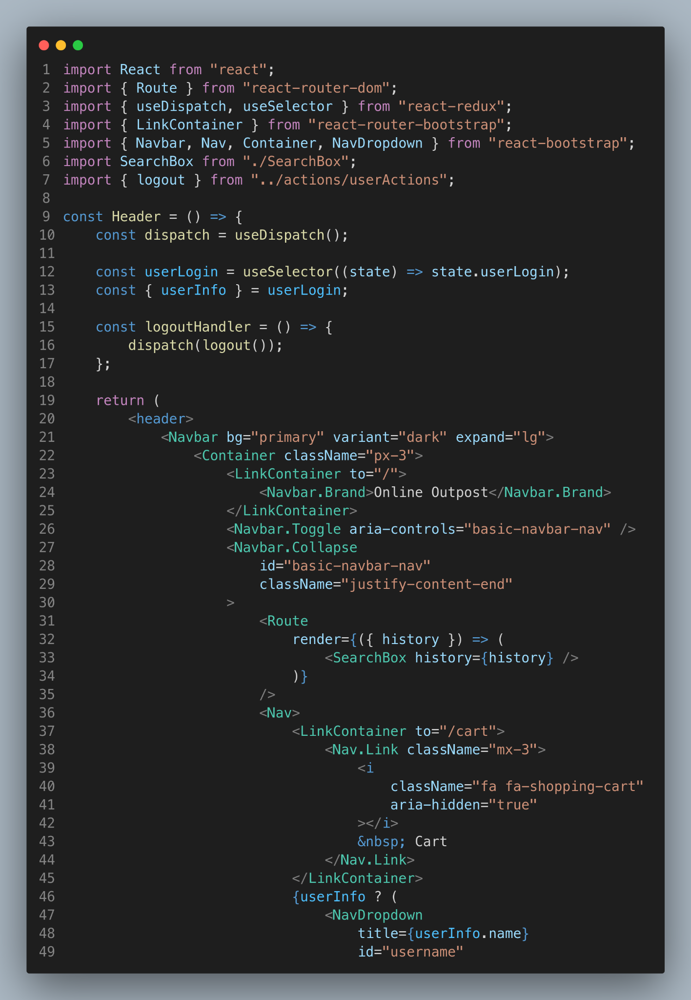 1 import React from "react";
2 import { Route } from "react-router-dom";
3 import { useDispatch, useSelector } from "react-redux";
4 import { LinkContainer } from "react-router-bootstrap";
5 import { Navbar, Nav, Container, NavDropdown } from "react-bootstrap";
6 import SearchBox from "./SearchBox";
7 import { logout } from "../actions/userActions";
8
9 const Header = () => {
10     const dispatch = useDispatch();
11
12     const userLogin = useSelector((state) => state.userLogin);
13     const { userInfo } = userLogin;
14
15     const logoutHandler = () => {
16         dispatch(logout());
17     };
18
19     return (
20         <header>
21             <Navbar bg="primary" variant="dark" expand="lg">
22                 <Container className="px-3">
23                     <LinkContainer to="/">
24                         <Navbar.Brand>Online Outpost</Navbar.Brand>
25                     </LinkContainer>
26                     <Navbar.Toggle aria-controls="basic-navbar-nav" />
27                     <Navbar.Collapse
28                         id="basic-navbar-nav"
29                         className="justify-content-end"
30                     >
31                         <Route
32                             render={({ history }) => (
33                                 <SearchBox history={history} />
34                             )}
35                         />
36                         <Nav>
37                             <LinkContainer to="/cart">
38                                 <Nav.Link className="mx-3">
39                                     <i
40                                         className="fa fa-shopping-cart"
41                                         aria-hidden="true"
42                                     ></i>
43                                     &nbsp; Cart
44                                 </Nav.Link>
45                             </LinkContainer>
46                             {userInfo ? (
47                                 <NavDropdown
48                                     title={userInfo.name}
49                                     id="username"